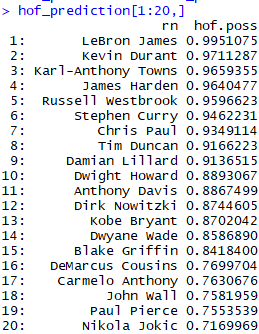 > hof_prediction[1:20,]
rn hof.poss
1: LeBron James 0.9951075
2: Kevin Durant 0.9711287
3: Karl-Anthony Towns 0.9659355
4: James Harden 0.9640477
5: Russell Westbrook 0.9596623
6: Stephen Curry 0.9462231
7: Chris Paul 0.9349114
8: Tim Duncan 0.9166223
9: Damian Lillard 0.9136515
10: Dwight Howard 0.8893067
11: Anthony Davis 0.8867499
12: Dirk Nowitzki 0.8744605
13: Kobe Bryant 0.8702042
14: Dwyane Wade 0.8586890
15: Blake Griffin 0.8418400
16: DeMarcus Cousins 0.7699704
17: Carmelo Anthony 0.7630676
18: John Wall 0.7581959
19: Paul Pierce 0.7553539
20: Nikola Jokic 0.7169969